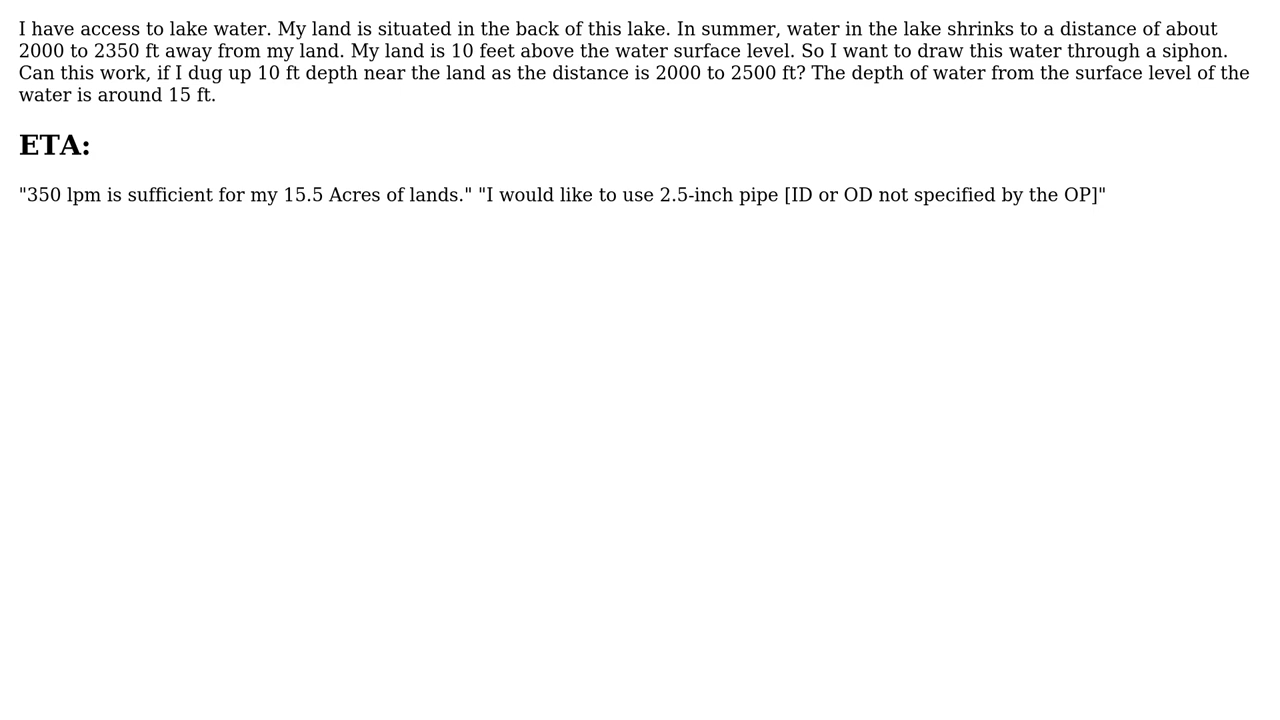 I have access to lake water. My land is situated in the back of this lake. In summer, water in the lake shrinks to a distance of about
2000 to 2350 ft away from my land. My land is 10 feet above the water surface level. So I want to draw this water through a siphon.
Can this work, if I dug up 10 ft depth near the land as the distance is 2000 to 2500 ft? The depth of water from the surface level of the
water is around 15 ft.
ETA:
"350 lpm is sufficient for my 15.5 Acres of lands." "I would like to use 2.5-inch pipe [ID or OD not specified by the OP]"